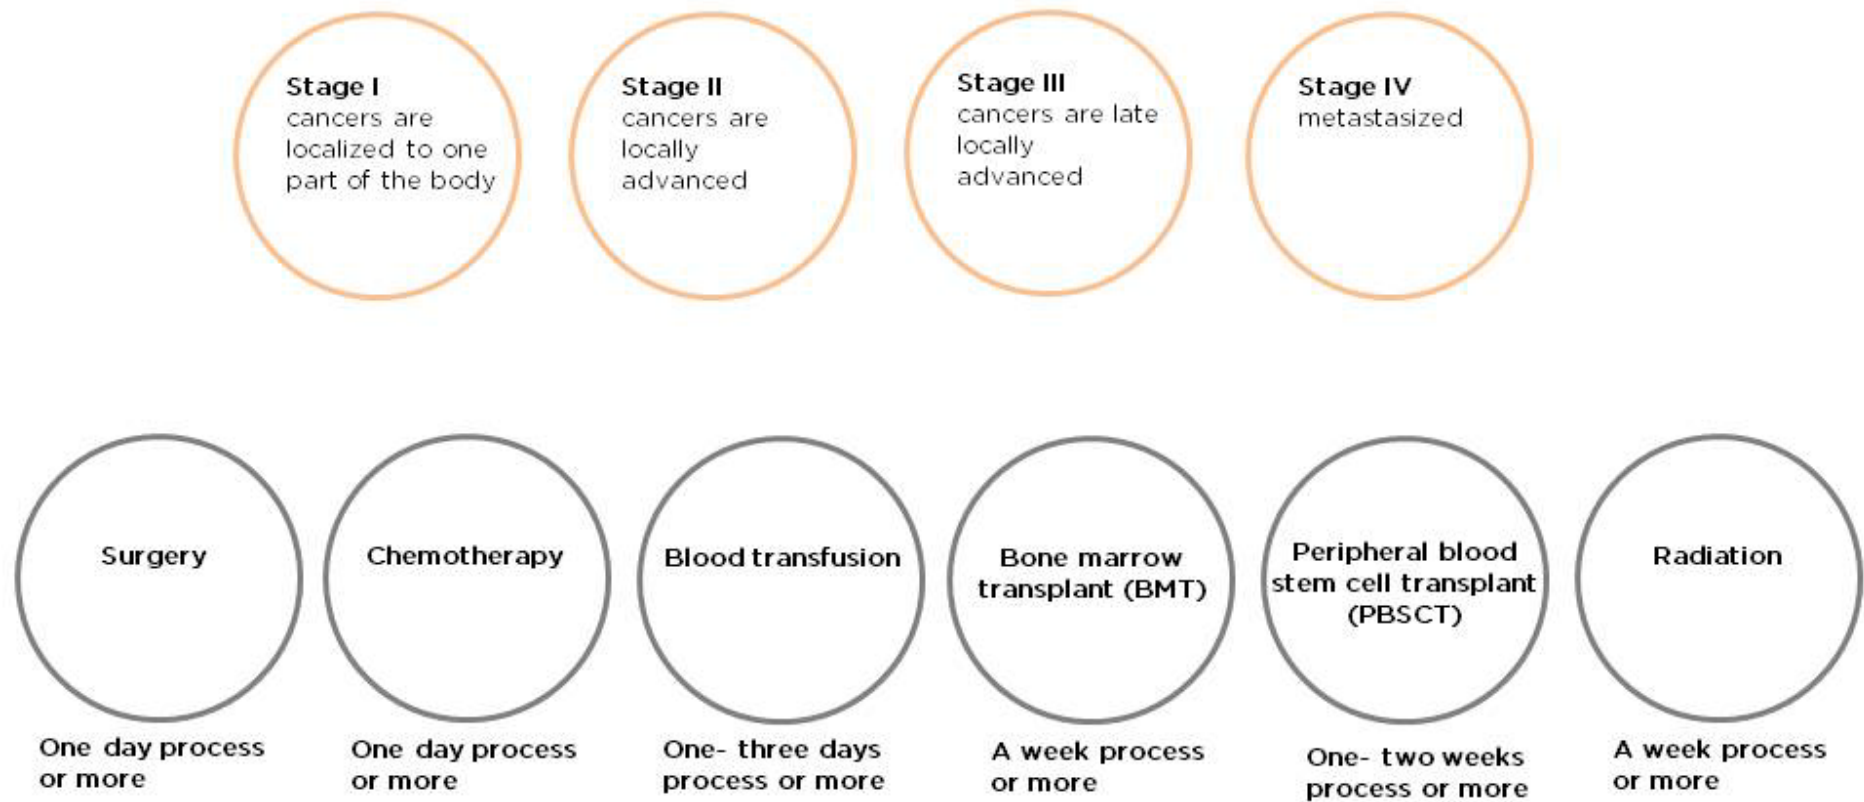 Stage I
cancers are
localized to one
part of the body
Stage II
cancers are
locally
advanced
Stage III
cancers are late
locally
advanced
Stage IV
metastasized
Surgery
Chemotherapy
Blood transfusion
Bone marrow
transplant (BMT)
Peripheral blood
stem cell transplant
(PBSCT)
Radiation
One day process
or more
One day process
or more
One- three days
process or more
A week process
or more
One- two weeks
process or more
A week process
or more